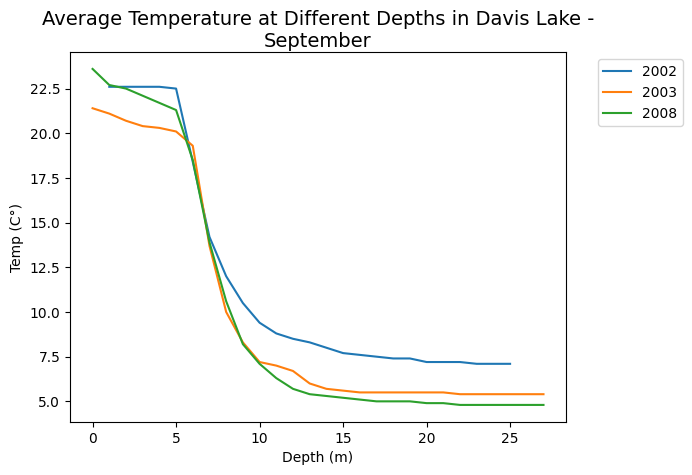 Average Temperature at Different Depths in Davis Lake -
September
2002
2003
2008
Temp (C°)
22.5
20.0
17.5
15.0
12.5
10.0
7.5
5.0
0 5 10 15 20 25
Depth (m)